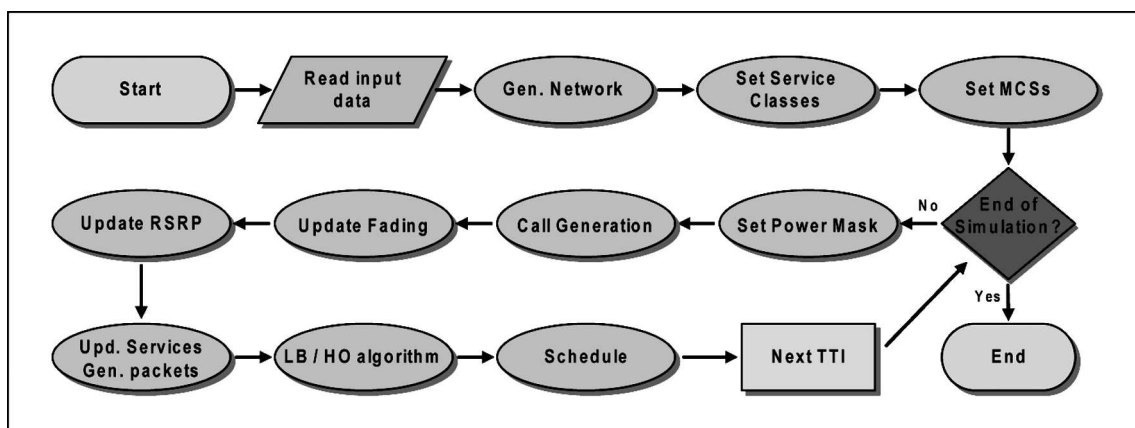 Start
Read input
data
Gen. Network
Set Service
Classes
Set MCSs
Update RSRP
Update Fading
Call Generation
Set Power Mask
No
End of
Simulation?
Yes
Upd. Services
Gen. packets
LB / HO algorithm
Schedule
Next TTI
End